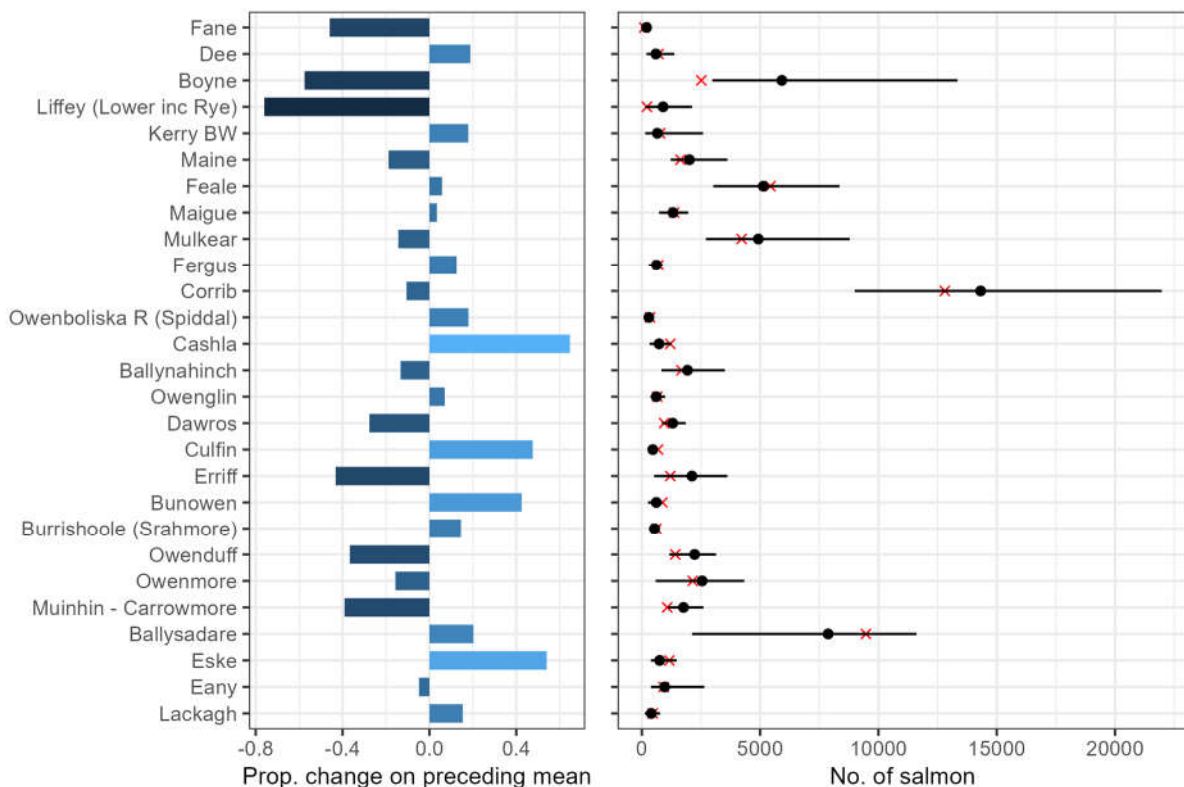 Fane
Dee
Boyne
Liffey (Lower inc Rye)
Kerry BW
Maine
Feale
Maigue
Mulkear
Fergus
Corrib
Owenboliska R (Spiddal)
Cashla
Ballynahinch
Owenglin
Dawros
Culfin
Erriff
Bunowen
Burrishoole (Srahmore)
Owenduff
Owenmore
Muinhin - Carrowmore
Ballysadare
Eske
Eany
Lackagh
-0.8 -0.4 0.0 0.4
Prop. change on preceding mean
0 5000 10000 15000 20000
No. of salmon